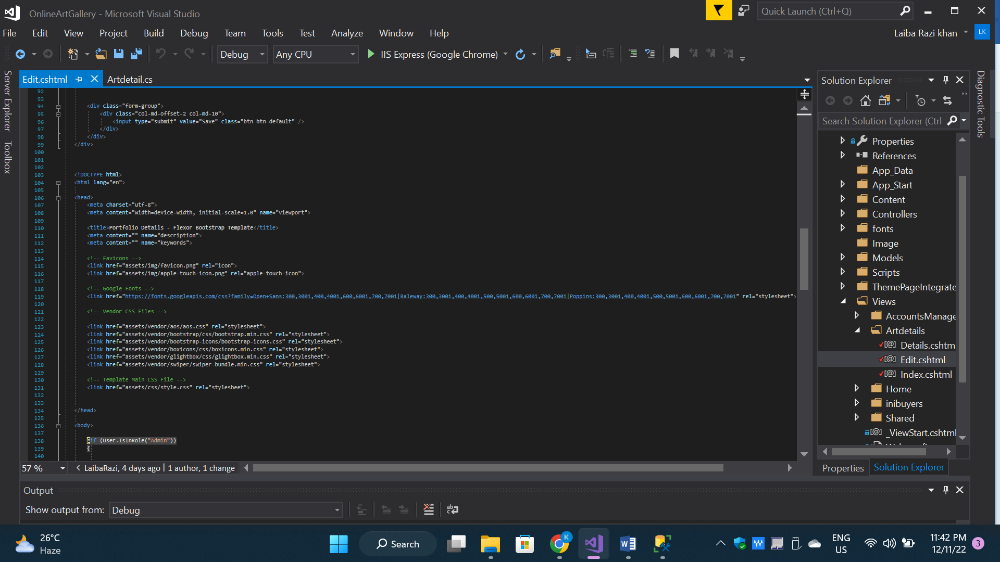 OnlineArtGallery - Microsoft Visual Studio
Quick Launch (Ctrl+Q)
File Edit View Project Build Debug Team Tools Test Analyze Window Help
Laiba Razi khan
LK
Debug
Any CPU
IIS Express (Google Chrome)
Server Explorer
Toolbox
Edit.cshtml
Artdetail.cs
92
93
94 <div class="form-group">
95 <div class="col-md-offset-2 col-md-10">
96 <input type="submit" value="Save" class="btn btn-default" />
97 </div>
98 </div>
99 </div>
100
101
102
103 <!DOCTYPE html>
104 <html lang="en">
105
106 <head>
107 <meta charset="utf-8">
108 <meta content="width=device-width, initial-scale=1.0" name="viewport">
109
110 <title>Portfolio Details - Flexor Bootstrap Template</title>
111 <meta content="" name="description">
112 <meta content="" name="keywords">
113
114 <!-- Favicons -->
115 <link href="assets/img/favicon.png" rel="icon">
116 <link href="assets/img/apple-touch-icon.png" rel="apple-touch-icon">
117
118 <!-- Google Fonts -->
119 <link href="https://fonts.googleapis.com/css?family=Open+Sans:300,300i,400,400i,600,600i,700,700i|Raleway:300,300i,400,400i,500,500i,600,600i,700,700i|Poppins:300,300i,400,400i,500,500i,600,600i,700,700i" rel="stylesheet">
120
121 <!-- Vendor CSS Files -->
122
123 <link href="assets/vendor/aos/aos.css" rel="stylesheet">
124 <link href="assets/vendor/bootstrap/css/bootstrap.min.css" rel="stylesheet">
125 <link href="assets/vendor/bootstrap-icons/bootstrap-icons.css" rel="stylesheet">
126 <link href="assets/vendor/boxicons/css/boxicons.min.css" rel="stylesheet">
127 <link href="assets/vendor/glightbox/css/glightbox.min.css" rel="stylesheet">
128 <link href="assets/vendor/swiper/swiper-bundle.min.css" rel="stylesheet">
129
130 <!-- Template Main CSS File -->
131 <link href="assets/css/style.css" rel="stylesheet">
132
133
134 </head>
135
136 <body>
137
138 @if (User.IsInRole("Admin"))
139 {
140
57 %
LaibaRazi, 4 days ago | 1 author, 1 change
Solution Explorer
Search Solution Explorer (Ctrl
Properties
References
App_Data
App_Start
Content
Controllers
fonts
Image
Models
Scripts
ThemePageIntegrate
Views
AccountsManage
Artdetails
Details.cshtm
Edit.cshtml
Index.cshtml
Home
inibuyers
Shared
_ViewStart.cshtml
Properties
Solution Explorer
Diagnostic Tools
Output
Show output from: Debug
26°C
Haze
Search
K
ENG
US
11:42 PM
12/11/22
3